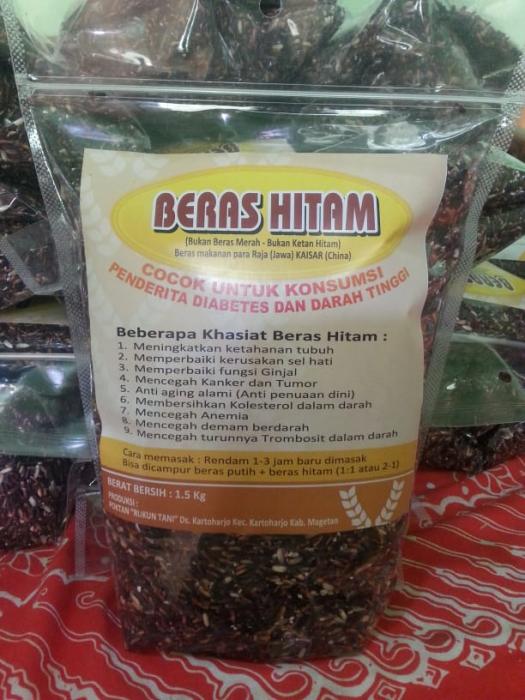 BERAS HITAM
(Bukan Beras Merah - Bukan Ketan Hitam)
Beras makanan para Raja (Jawa) KAISAR (China)
COCOK UNTUK KONSUMSI
PENDERITA DIABETES DAN DARAH TINGGI
Beberapa Khasiat Beras Hitam :
1. Meningkatkan ketahanan tubuh
2. Memperbaiki kerusakan sel hati
3. Memperbaiki fungsi Ginjal
4. Mencegah Kanker dan Tumor
5. Anti aging alami (Anti penuaan dini)
6. Membersihkan Kolesterol dalam darah
7. Mencegah Anemia
8. Mencegah demam berdarah
9. Mencegah turunnya Trombosit dalam darah
Cara memasak : Rendam 1-3 jam baru dimasak
Bisa dicampur beras putih + beras hitam (1:1 atau 2-1)
BERAT BERSIH : 1.5 Kg
PRODUKSI :
POKTAN "RUKUN TANI" Ds. Kartoharjo Kec. Kartoharjo Kab. Magetan